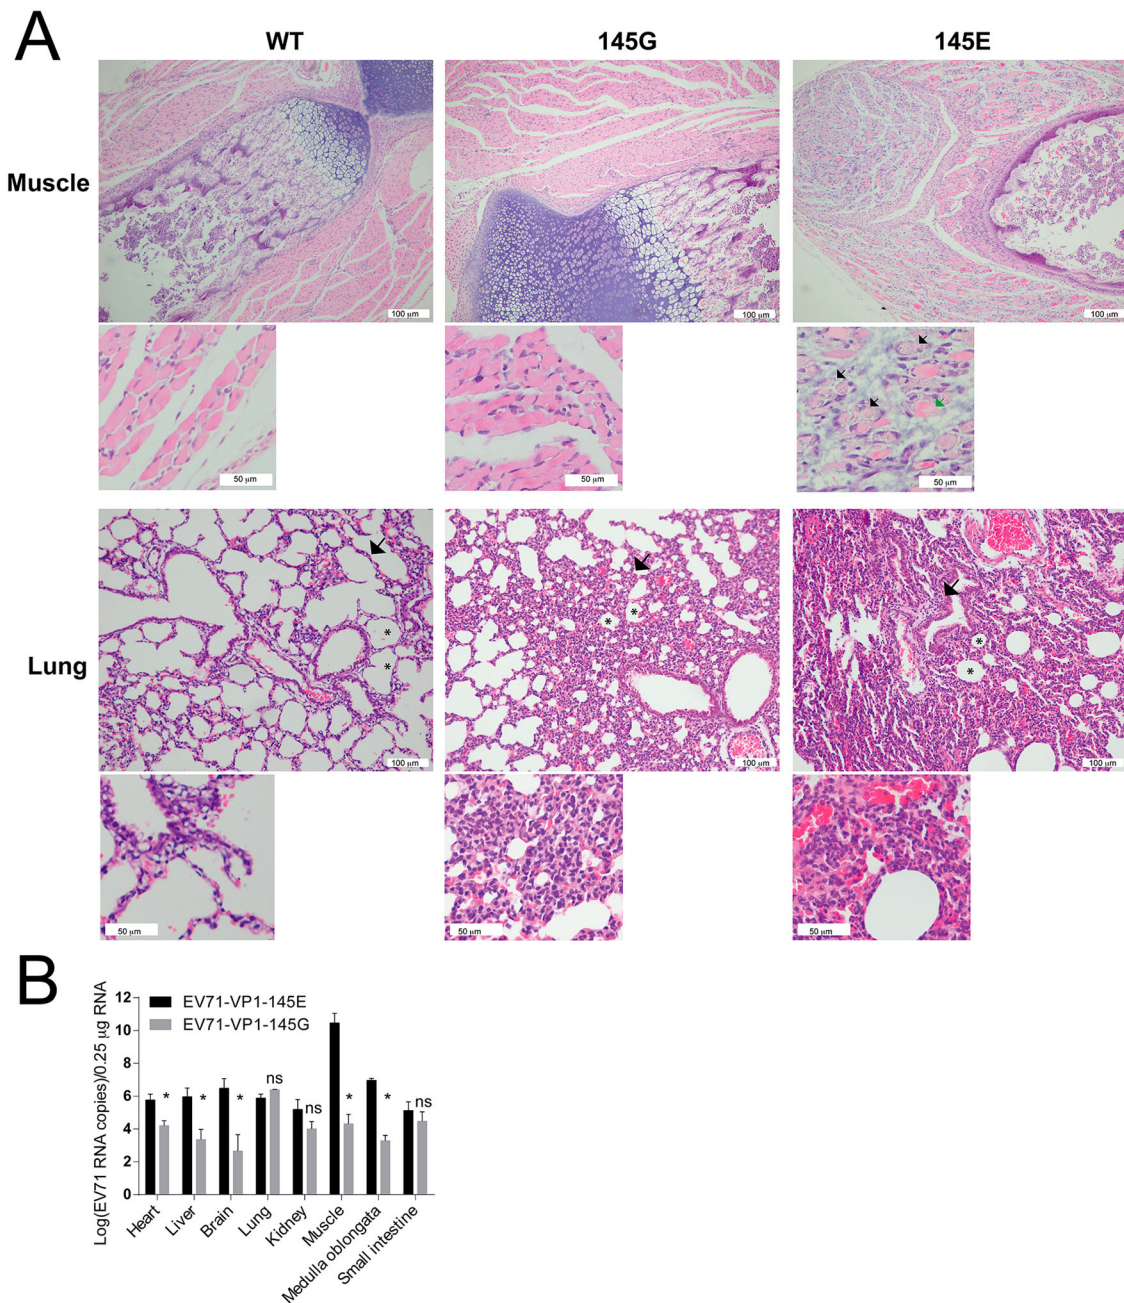 A
WT 145G 145E
Muscle
100 μm 100 μm 100 μm
50 μm 50 μm 50 μm
Lung
* * * * * *
100 μm 100 μm 100 μm
50 μm 50 μm 50 μm
B
Log(EV71 RNA copies)/0.25 μg RNA
12
10
8
6
4
2
0
EV71-VP1-145E
EV71-VP1-145G
* * * ns ns * * ns
Heart
Liver
Brain
Lung
Kidney
Muscle
Medulla oblongata
Small intestine